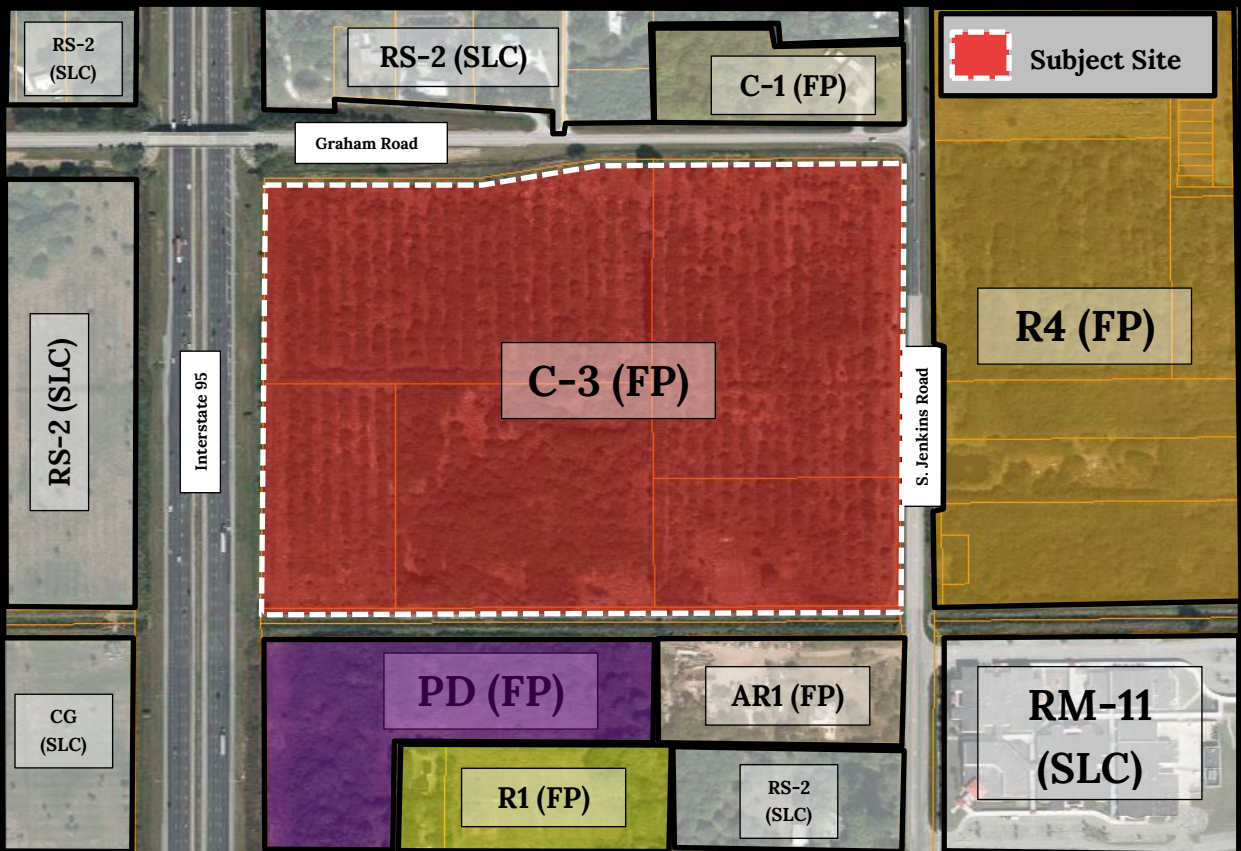 RS-2
(SLC)
RS-2 (SLC)
C-1 (FP)
Subject Site
Graham Road
RS-2 (SLC)
Interstate 95
C-3 (FP)
S. Jenkins Road
R4 (FP)
CG
(SLC)
PD (FP)
AR1 (FP)
R1 (FP)
RS-2
(SLC)
RM-11
(SLC)